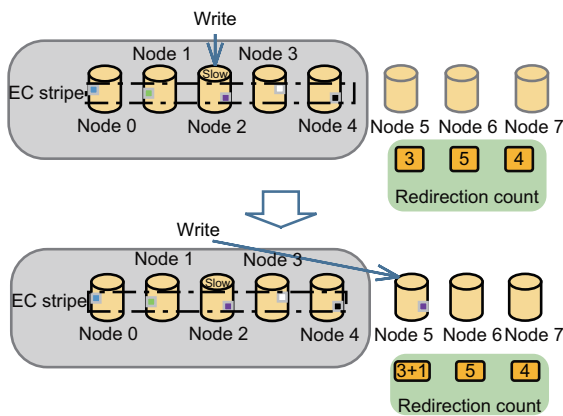 Write
Node 1
Node 3
Slow
EC stripe
Node 0
Node 2
Node 4
Node 5
Node 6
Node 7
3
5
4
Redirection count
Write
Node 1
Node 3
Slow
EC stripe
Node 0
Node 2
Node 4
Node 5
Node 6
Node 7
3+1
5
4
Redirection count